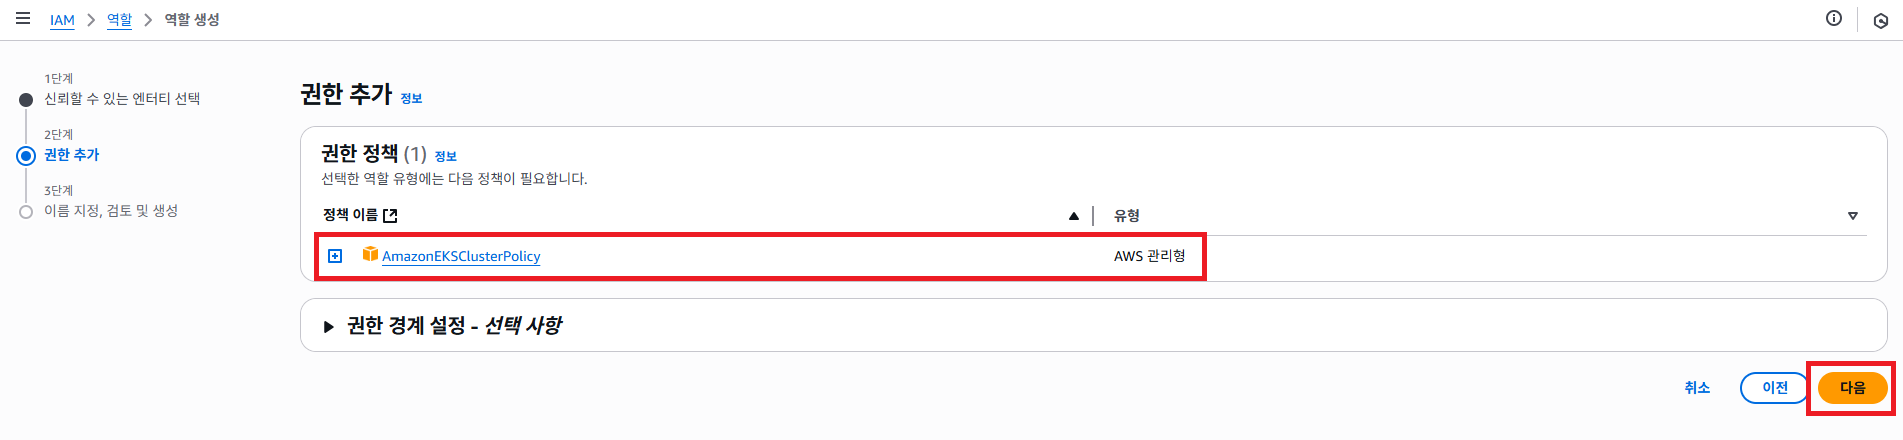 IAM > 역할 > 역할 생성
1단계
신뢰할 수 있는 엔터티 선택
2단계
권한 추가
3단계
이름 지정, 검토 및 생성
권한 추가 정보
권한 정책 (1) 정보
선택한 역할 유형에는 다음 정책이 필요합니다.
정책 이름 유형
AmazonEKSClusterPolicy AWS 관리형
권한 경계 설정 - 선택 사항
취소 이전 다음